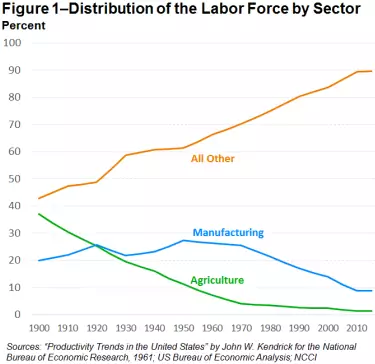 Figure 1–Distribution of the Labor Force by Sector
Percent
100
90
80
70
60
50
40
30
20
10
0
All Other
Manufacturing
Agriculture
1900 1910 1920 1930 1940 1950 1960 1970 1980 1990 2000 2010
Sources: "Productivity Trends in the United States" by John W. Kendrick for the National
Bureau of Economic Research, 1961; US Bureau of Economic Analysis; NCCI